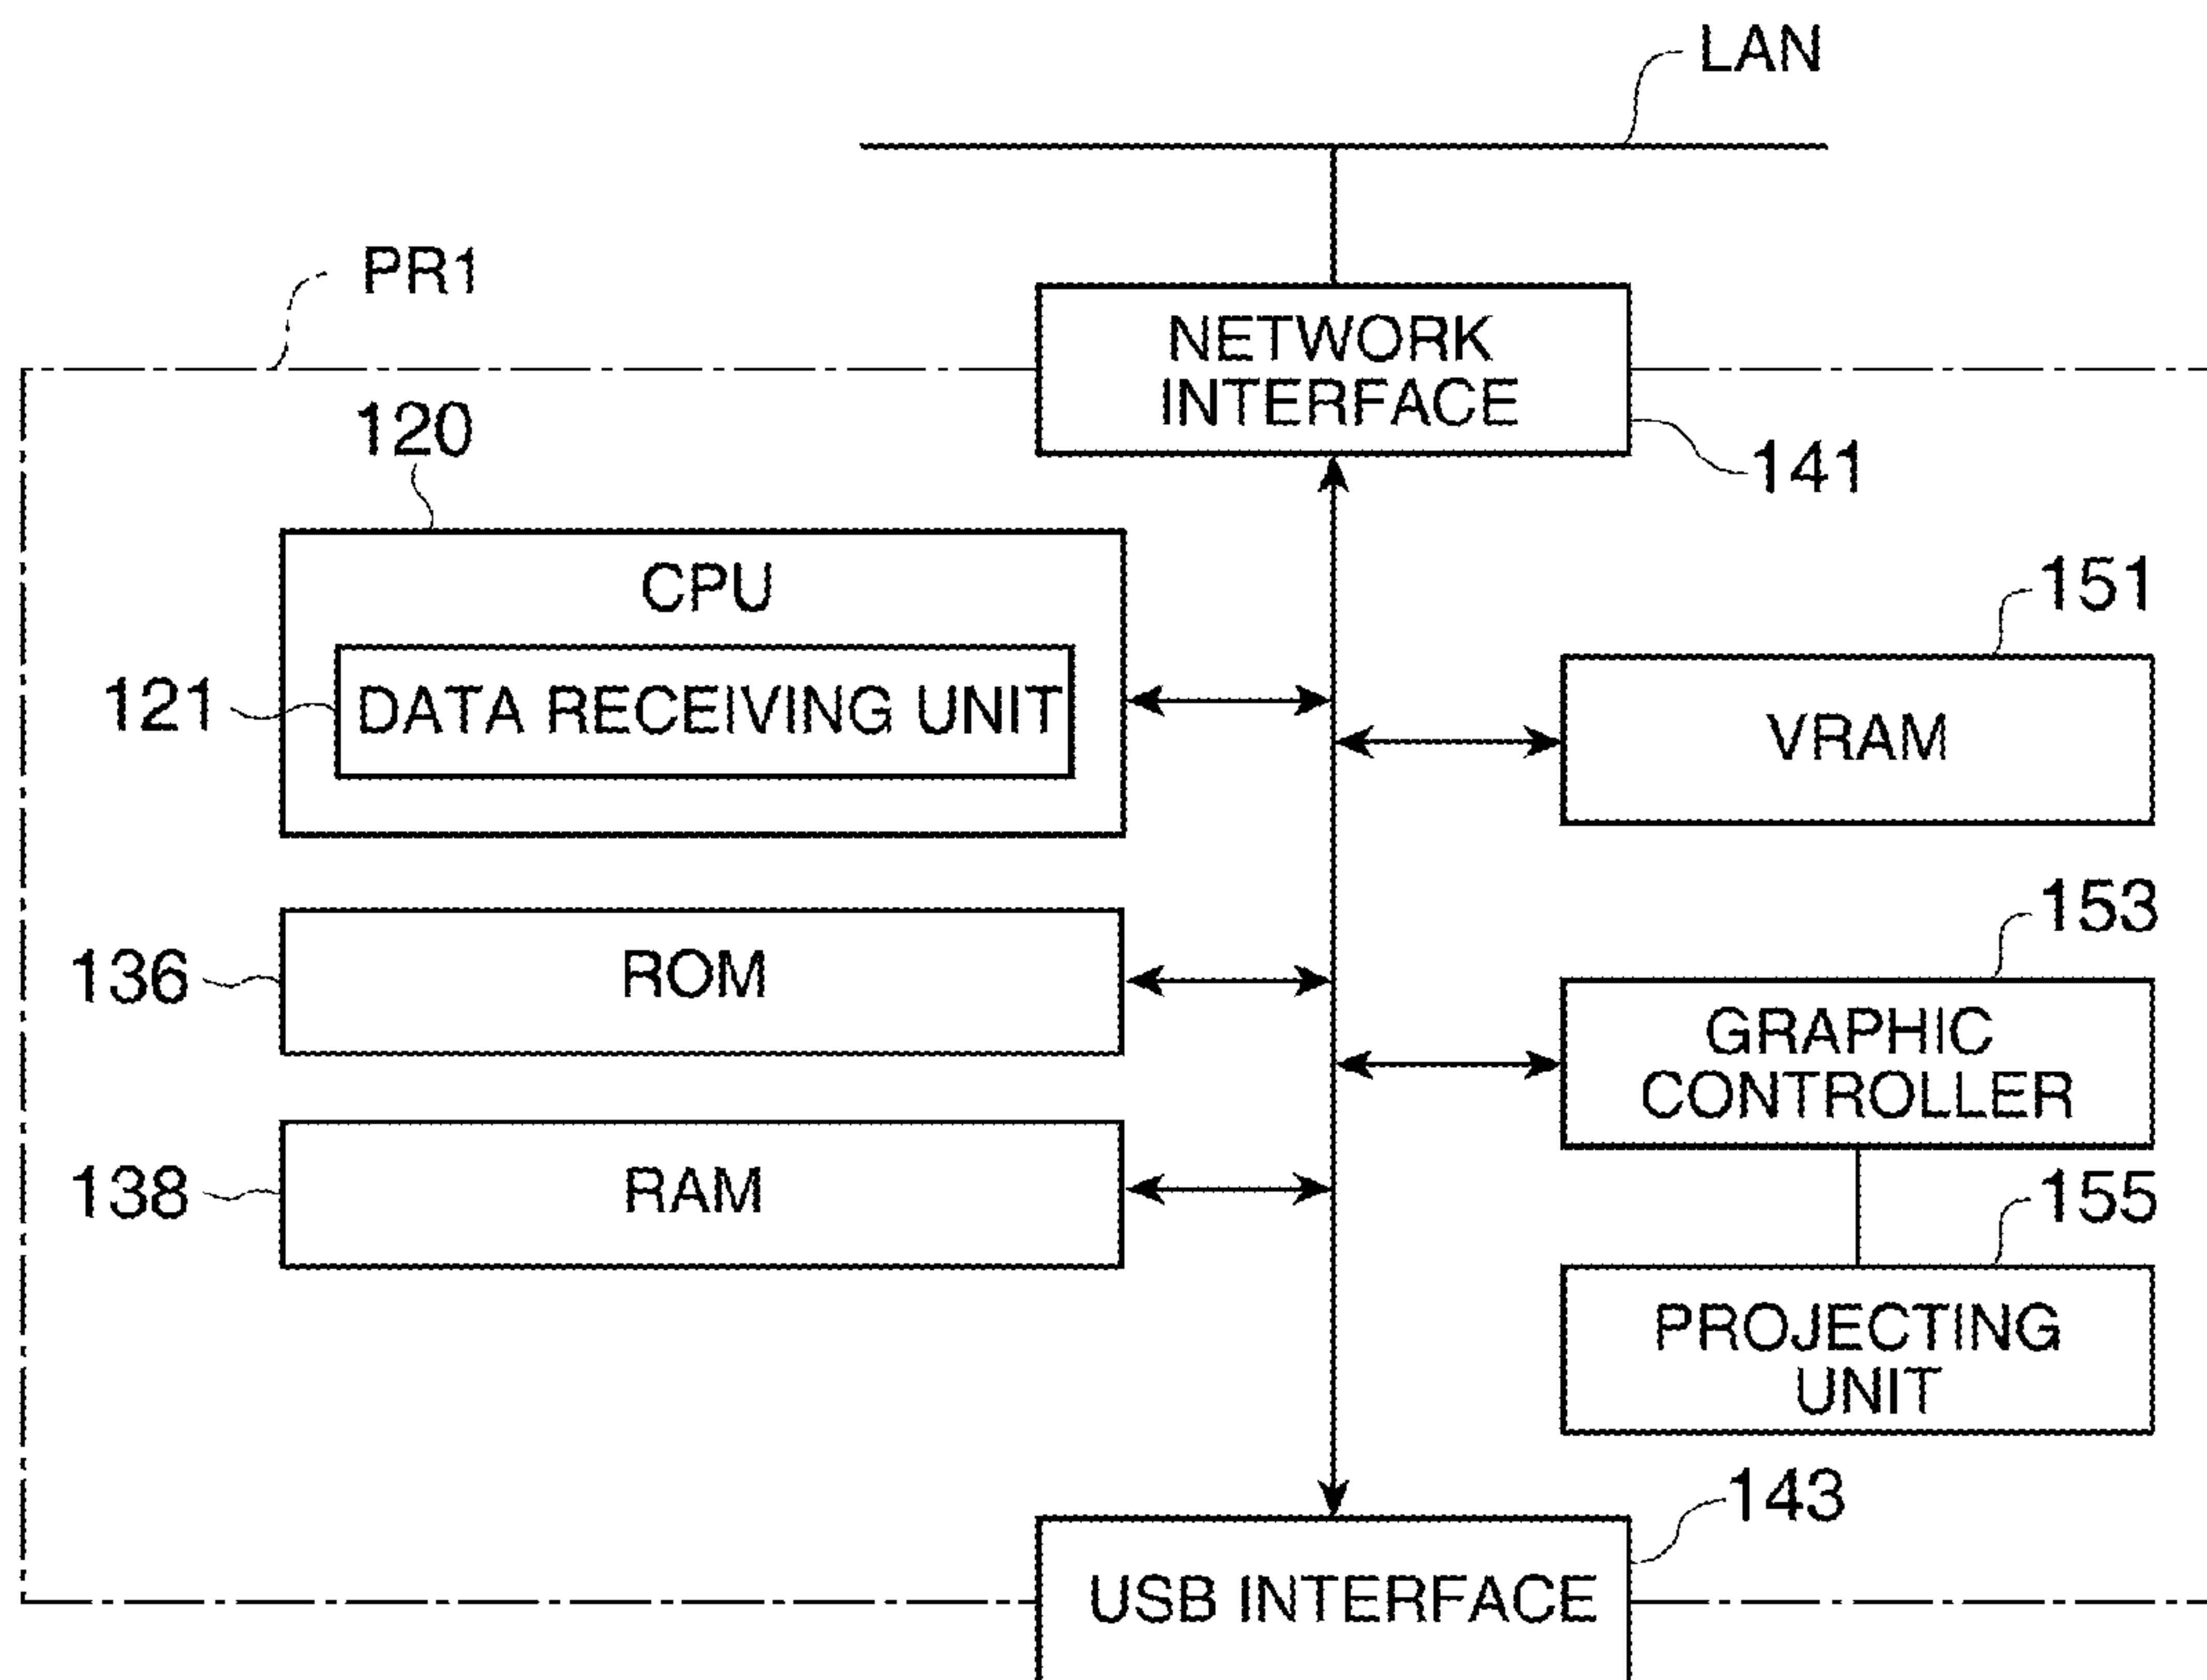 LAN
PR1
NETWORK
INTERFACE
120
141
CPU
151
121
DATA RECEIVING UNIT
VRAM
153
136
ROM
GRAPHIC
CONTROLLER
138
RAM
155
PROJECTING
UNIT
143
USB INTERFACE